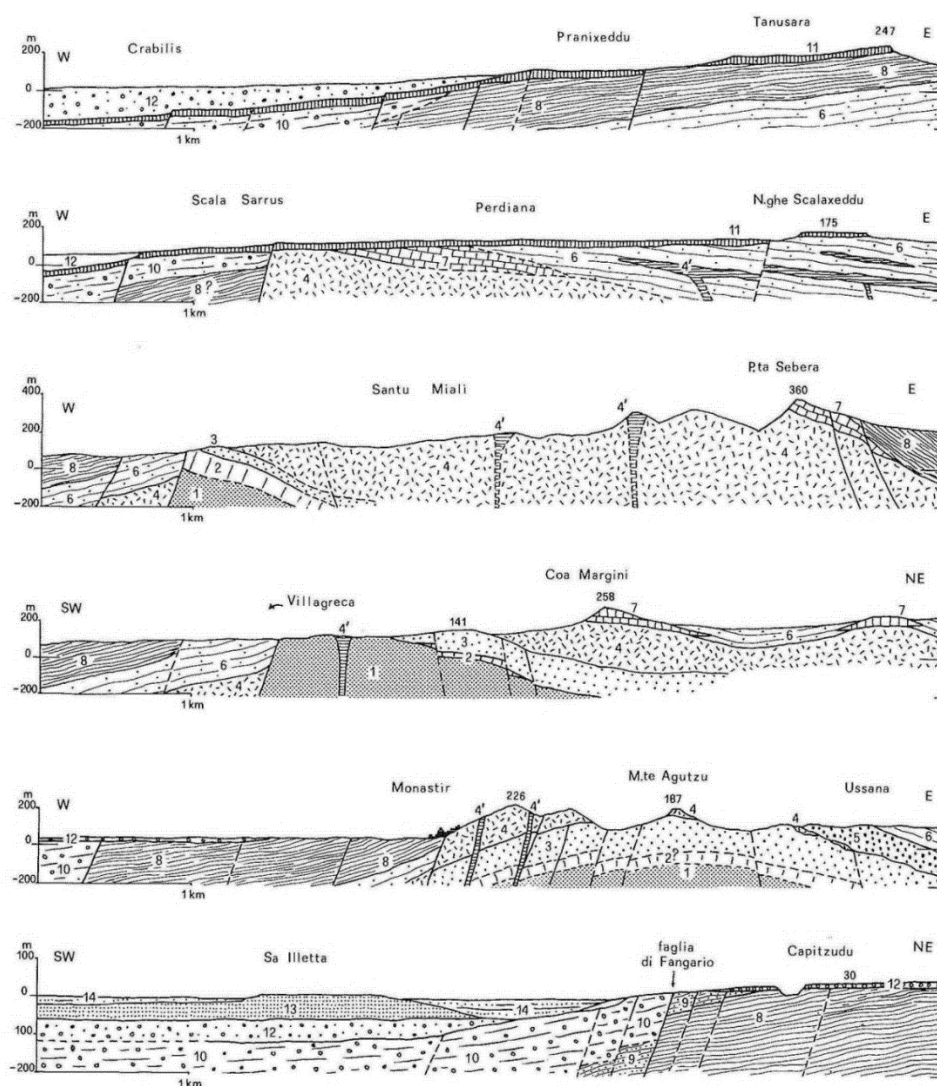 Tanusara
m W Crabilis Pranixeddu 247 E
200
11
8
0
12
8
10
6
-200
1 km
m W Scala Sarrus Perdiana N.ghe Scalaxeddu E
200
11 175
6
12 10 7 6 4'
0
4
8?
-200
1 km
P.ta Sebera
m
400 W Santu Miali 360 E
4' 4' 7
200
3
8 6 2 4 4 8
0
6 4 1
-200
1 km
Coa Margini
m SW Villagreca 258 NE
200
4' 141 7 7
3
8 6 2 4 6
0
1
4
-200
1 km
Monastir M.te Agutzu Ussana
m W 226 187 E
200
4' 4' 4 4
12 4 3 5 6
0
8 8 2?
10 1
-200
1 km
m SW Sa Illetta faglia di Fangario Capitzudu NE
100
30 12
14 9
0
13 14 10
12 8
100
10 10 9
-200
1 km